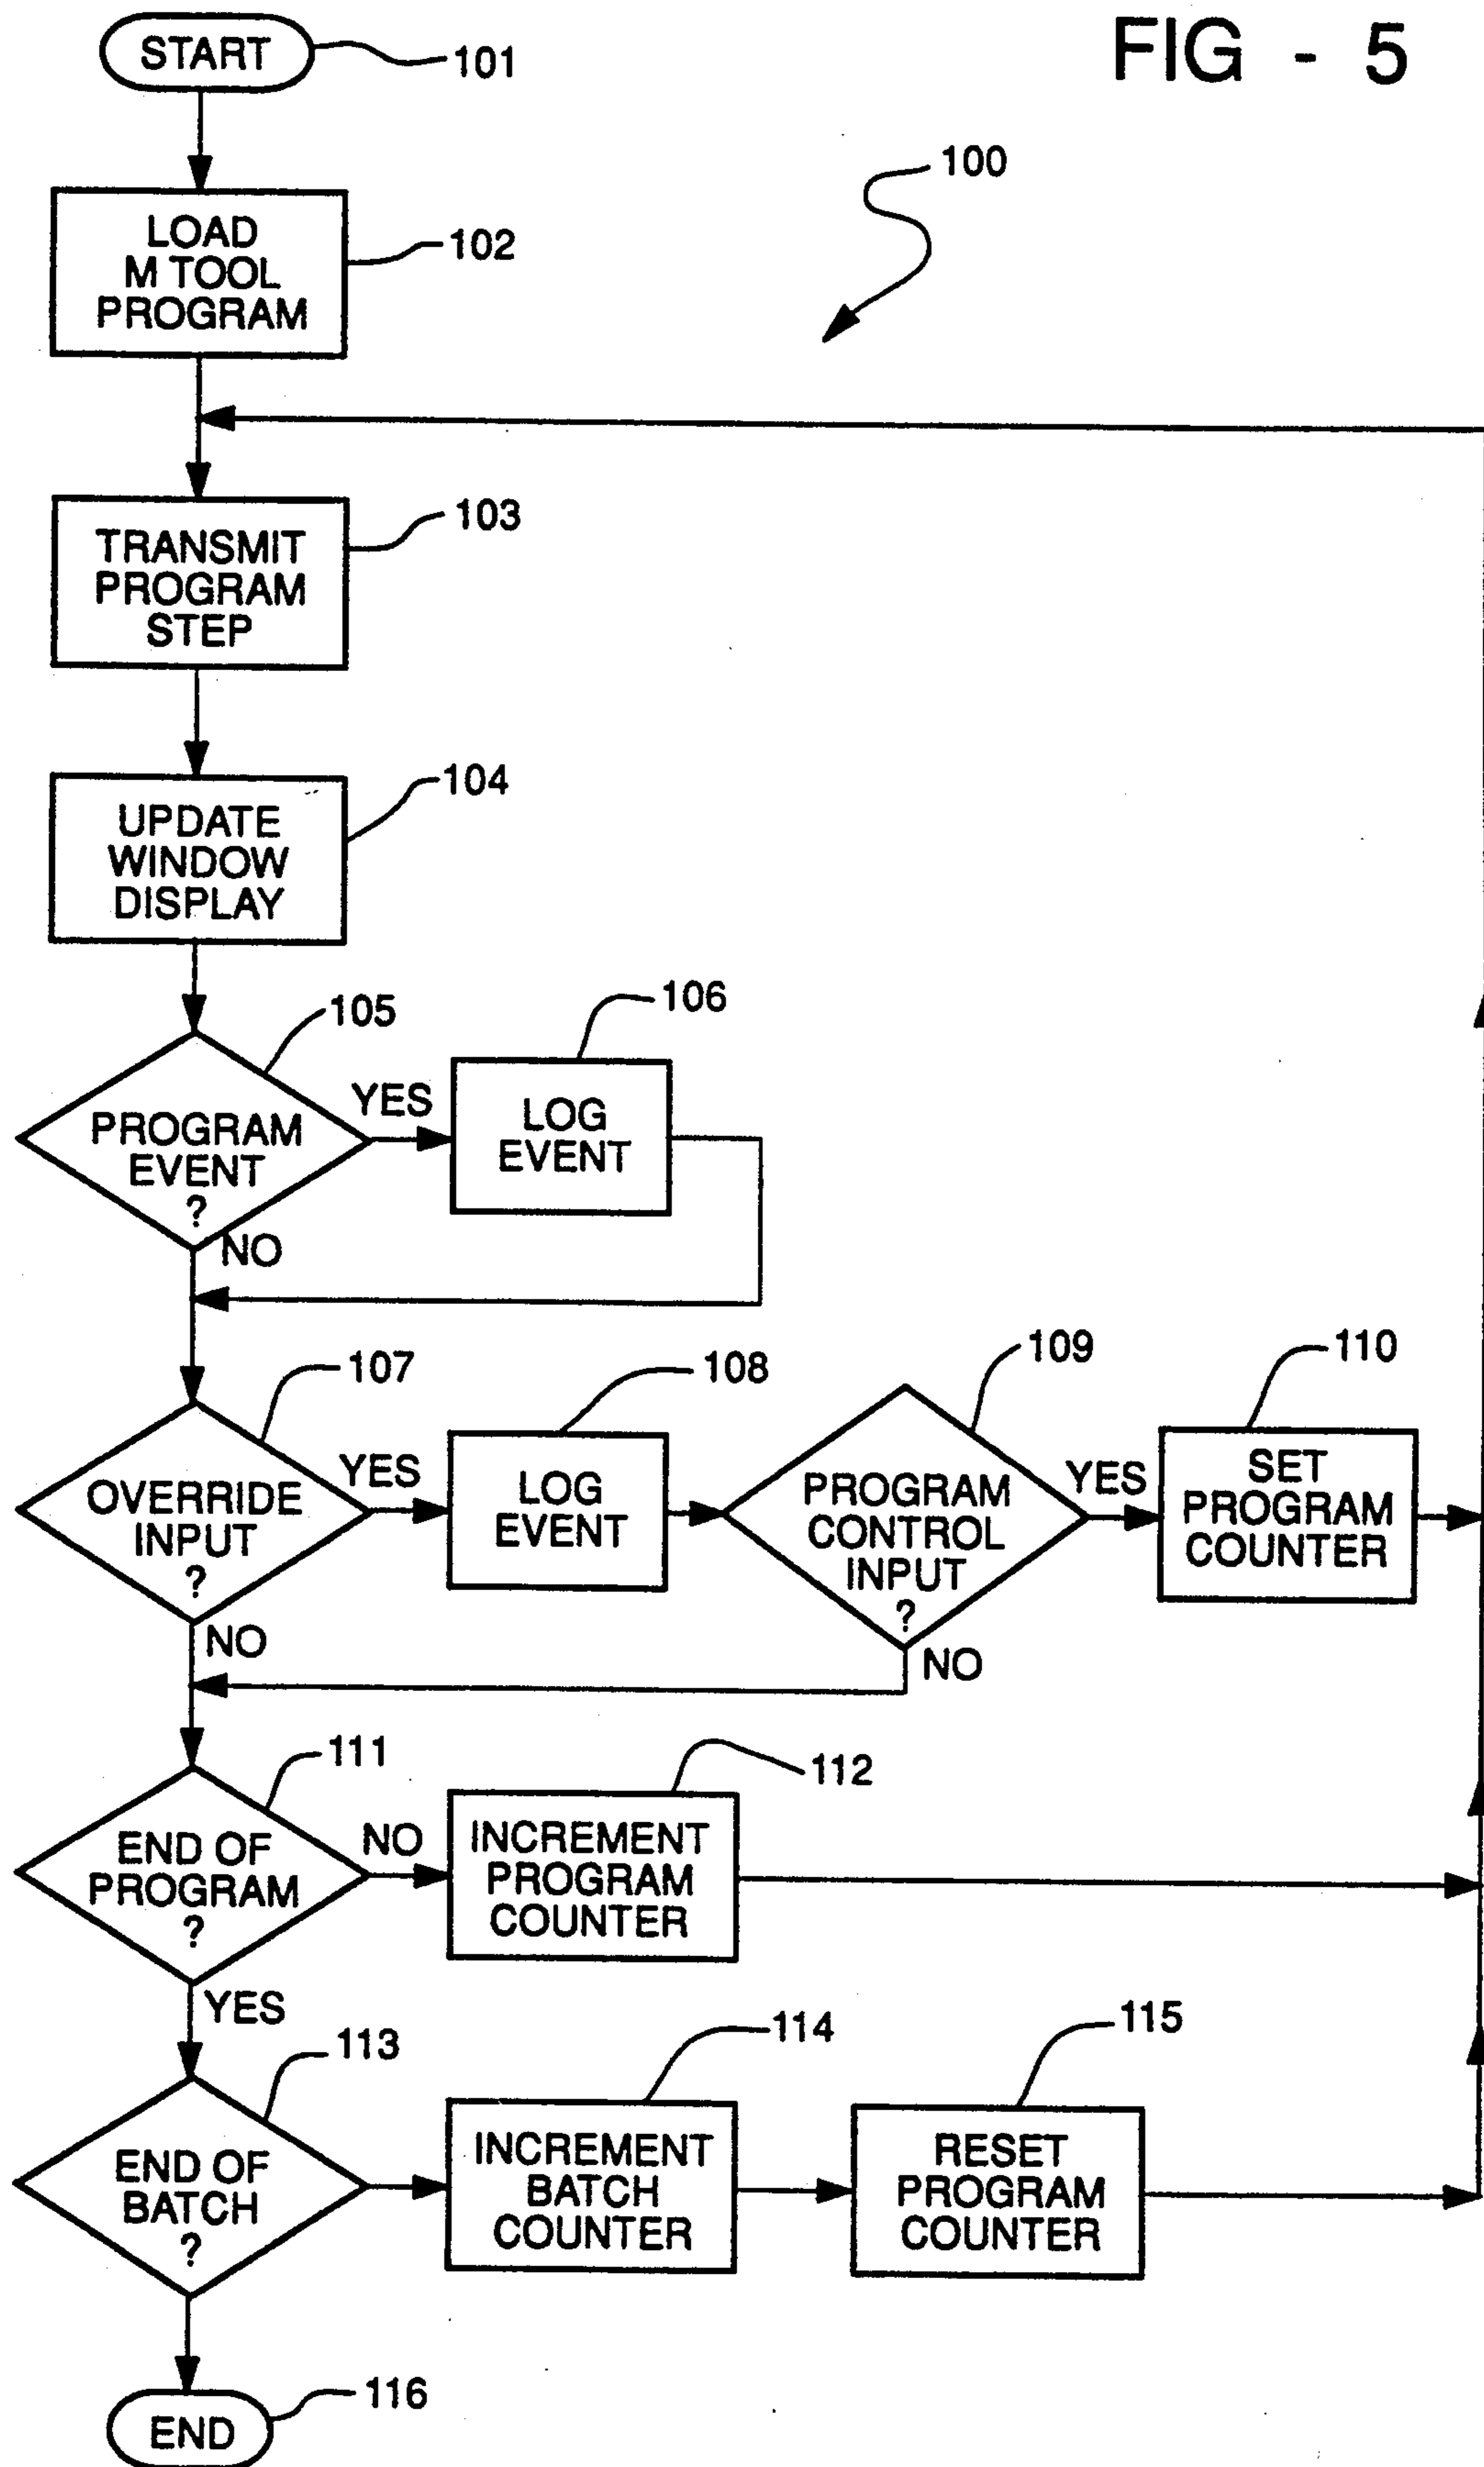 FIG - 5
START
101
100
LOAD
M TOOL
PROGRAM
102
TRANSMIT
PROGRAM
STEP
103
UPDATE
WINDOW
DISPLAY
104
PROGRAM
EVENT
?
105
YES
NO
LOG
EVENT
106
OVERRIDE
INPUT
?
107
YES
NO
LOG
EVENT
108
PROGRAM
CONTROL
INPUT
?
109
YES
NO
SET
PROGRAM
COUNTER
110
END OF
PROGRAM
?
111
NO
YES
INCREMENT
PROGRAM
COUNTER
112
END OF
BATCH
?
113
INCREMENT
BATCH
COUNTER
114
RESET
PROGRAM
COUNTER
115
END
116